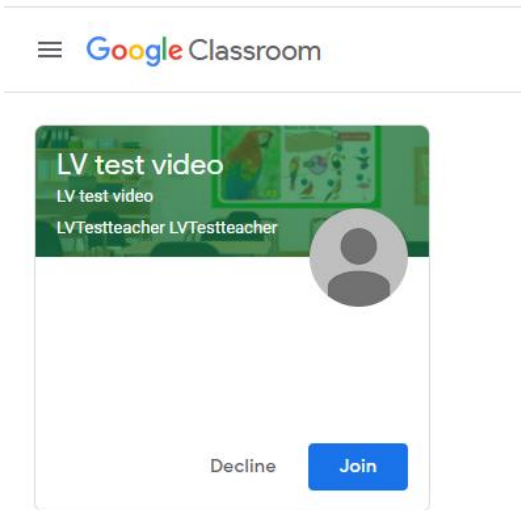 Google Classroom
LV test video
LV test video
LVTestteacher LVTestteacher
Decline
Join